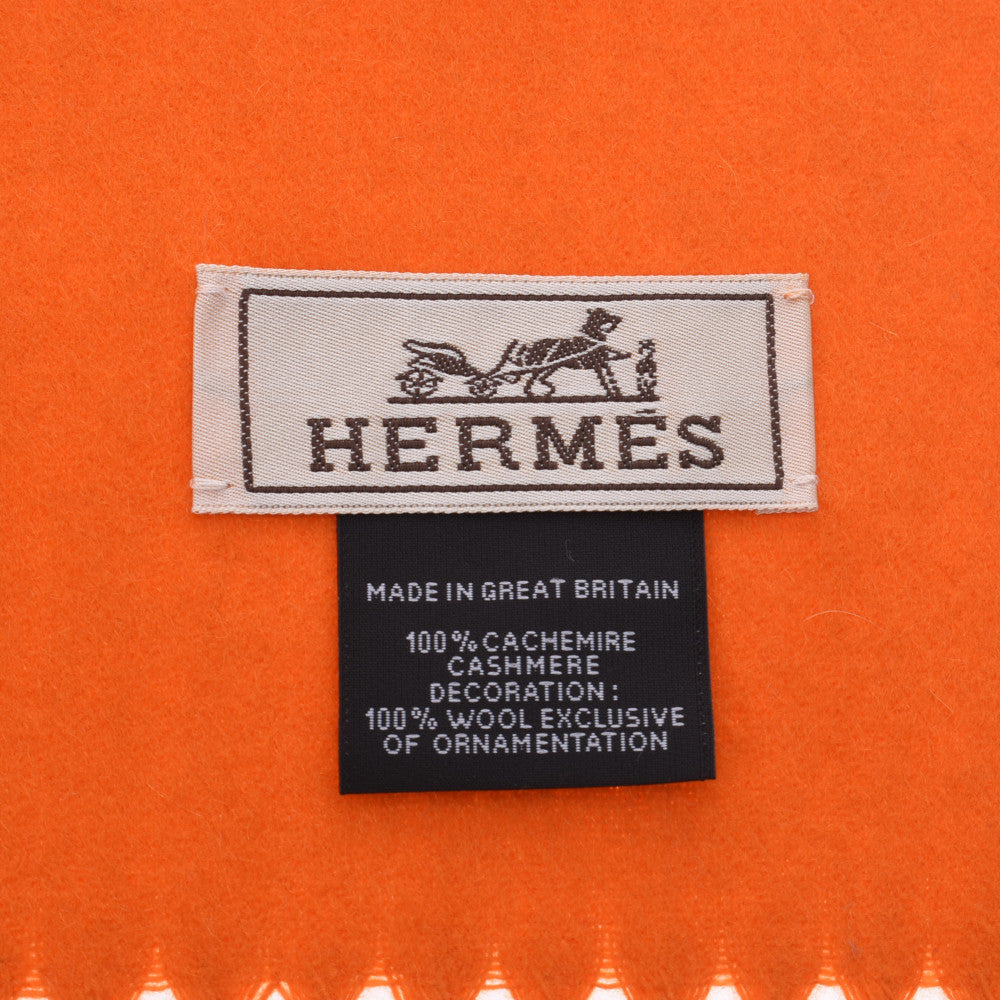 HERMÈS
MADE IN GREAT BRITAIN
100% CACHEMIRE
CASHMERE
DECORATION:
100% WOOL EXCLUSIVE
OF ORNAMENTATION